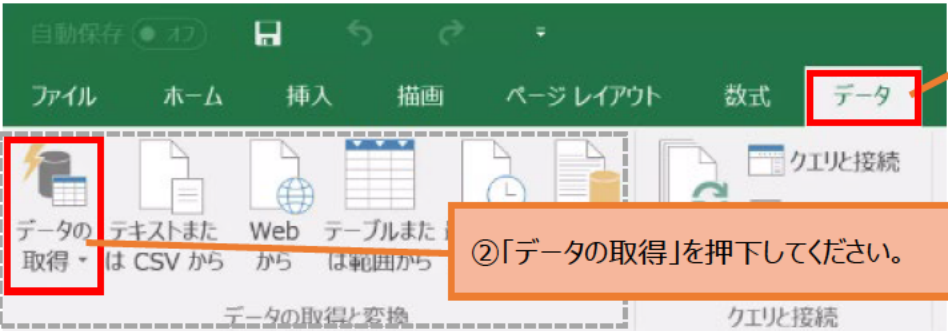 自動保存 オフ
ファイル ホーム 挿入 描画 ページ レイアウト 数式 データ
クエリと接続
データの取得
テキストまたは CSV から
Web から
テーブルまたは範囲から
②「データの取得」を押下してください。
データの取得と変換
クエリと接続